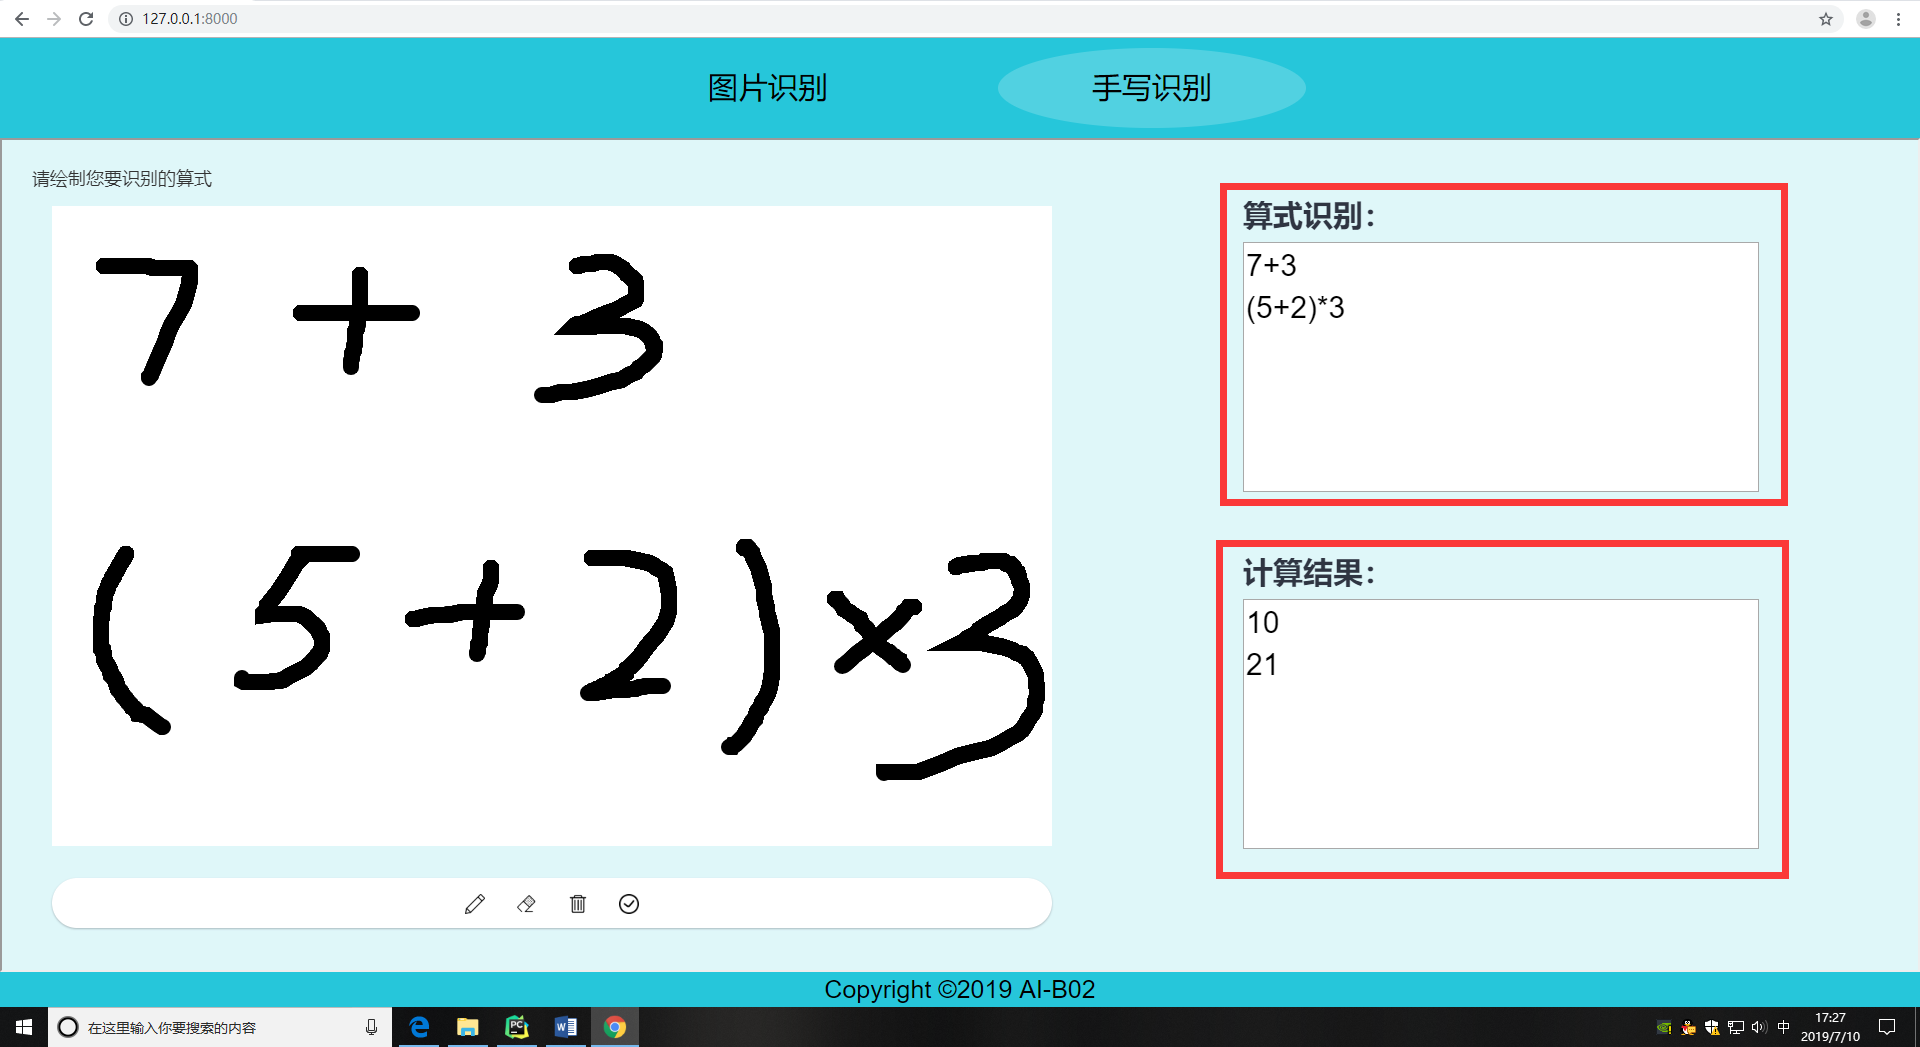 127.0.0.1:8000
图片识别
手写识别
请绘制您要识别的算式
7 + 3
( 5 + 2 ) × 3
算式识别：
7+3
(5+2)*3
计算结果：
10
21
Copyright ©2019 AI-B02
在这里输入你要搜索的内容
中
17:27
2019/7/10